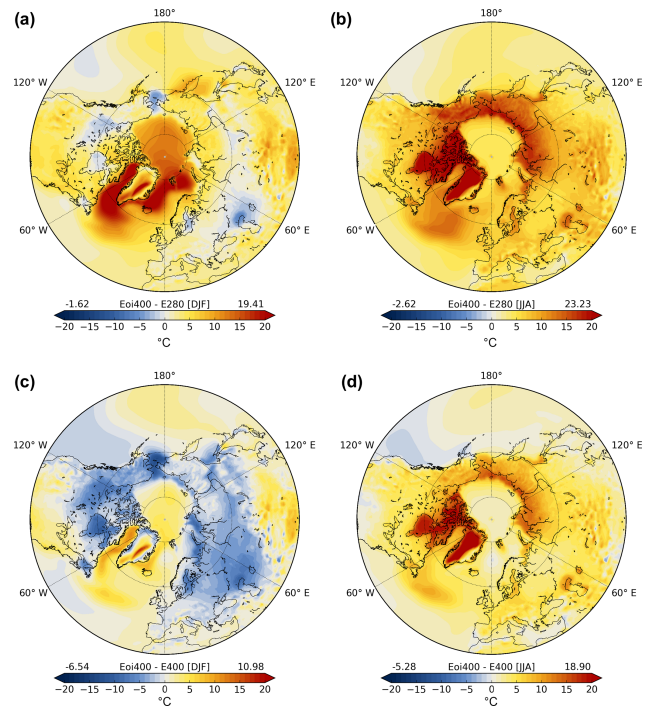 (a)
180°
(b)
180°
120° W
120° E
120° W
120° E
60° W
60° E
60° W
60° E
-1.62 Eoi400 - E280 [DJF] 19.41
-2.62 Eoi400 - E280 [JJA] 23.23
−20 −15 −10 −5 0 5 10 15 20
−20 −15 −10 −5 0 5 10 15 20
°C
°C
(c)
180°
(d)
180°
120° W
120° E
120° W
120° E
60° W
60° E
60° W
60° E
-6.54 Eoi400 - E400 [DJF] 10.98
-5.28 Eoi400 - E400 [JJA] 18.90
−20 −15 −10 −5 0 5 10 15 20
−20 −15 −10 −5 0 5 10 15 20
°C
°C